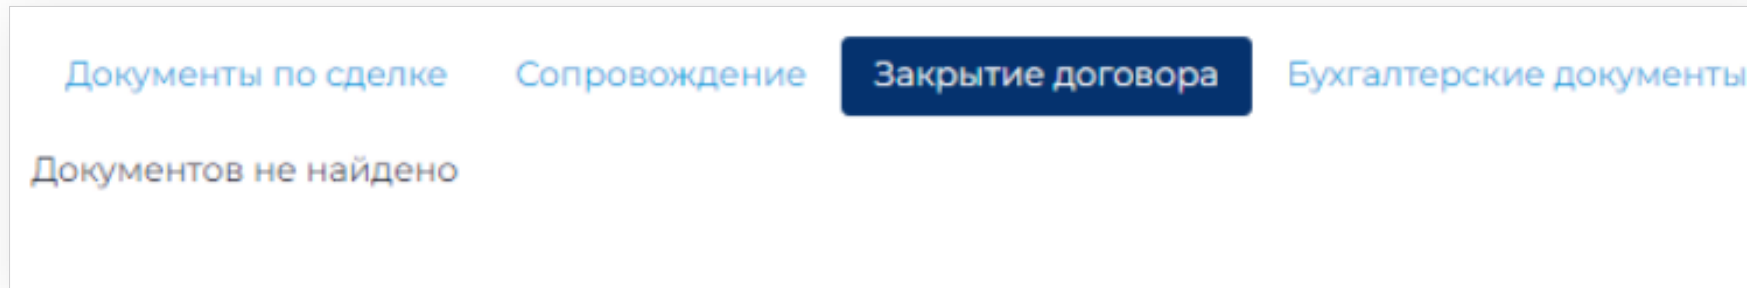 Документы по сделке Сопровождение Закрытие договора Бухгалтерские документы
Документов не найдено